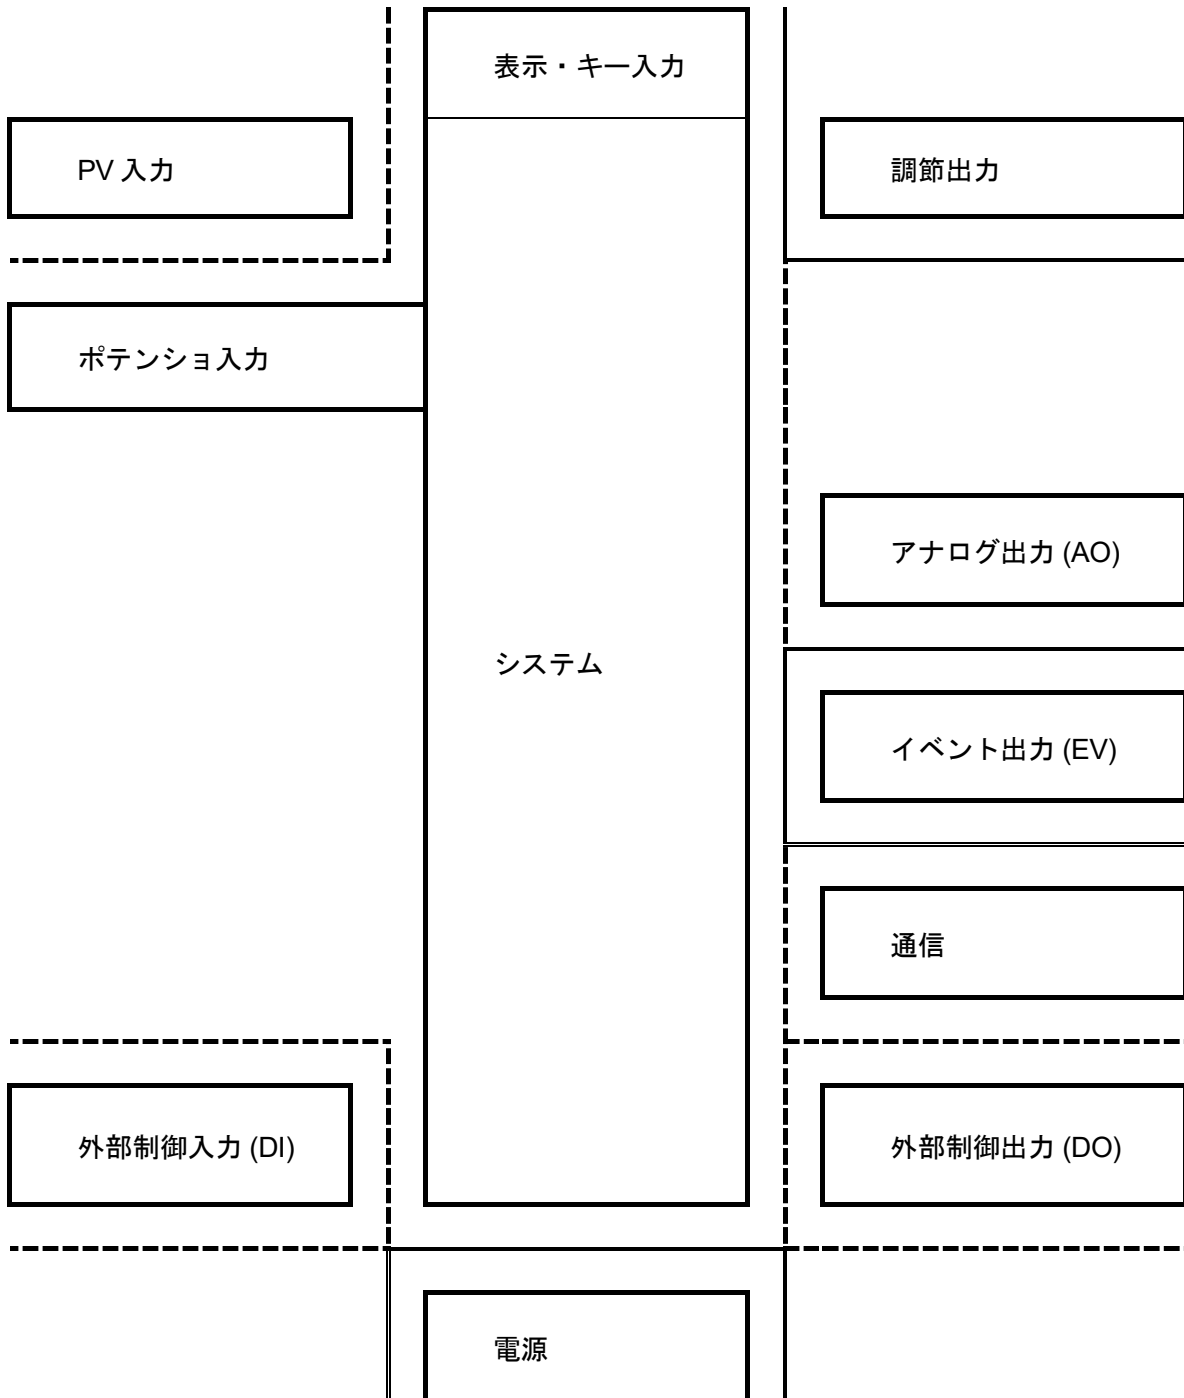 表示・キー入力
PV 入力
調節出力
ポテンショ入力
アナログ出力 (AO)
システム
イベント出力 (EV)
通信
外部制御入力 (DI)
外部制御出力 (DO)
電源